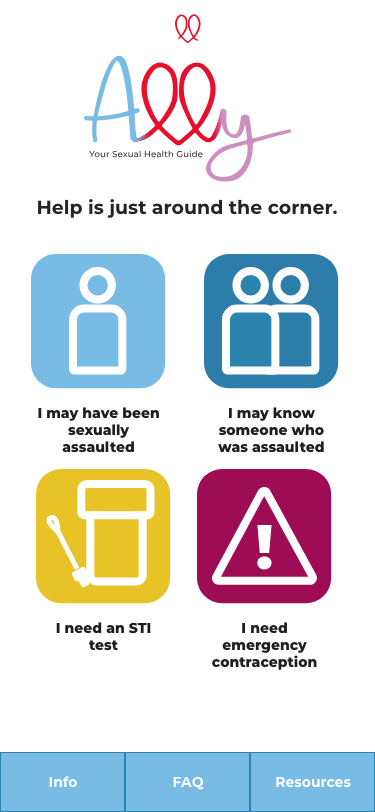 Ally
Your Sexual Health Guide
Help is just around the corner.
I may have been
sexually
assaulted
I may know
someone who
was assaulted
I need an STI
test
I need
emergency
contraception
Info
FAQ
Resources